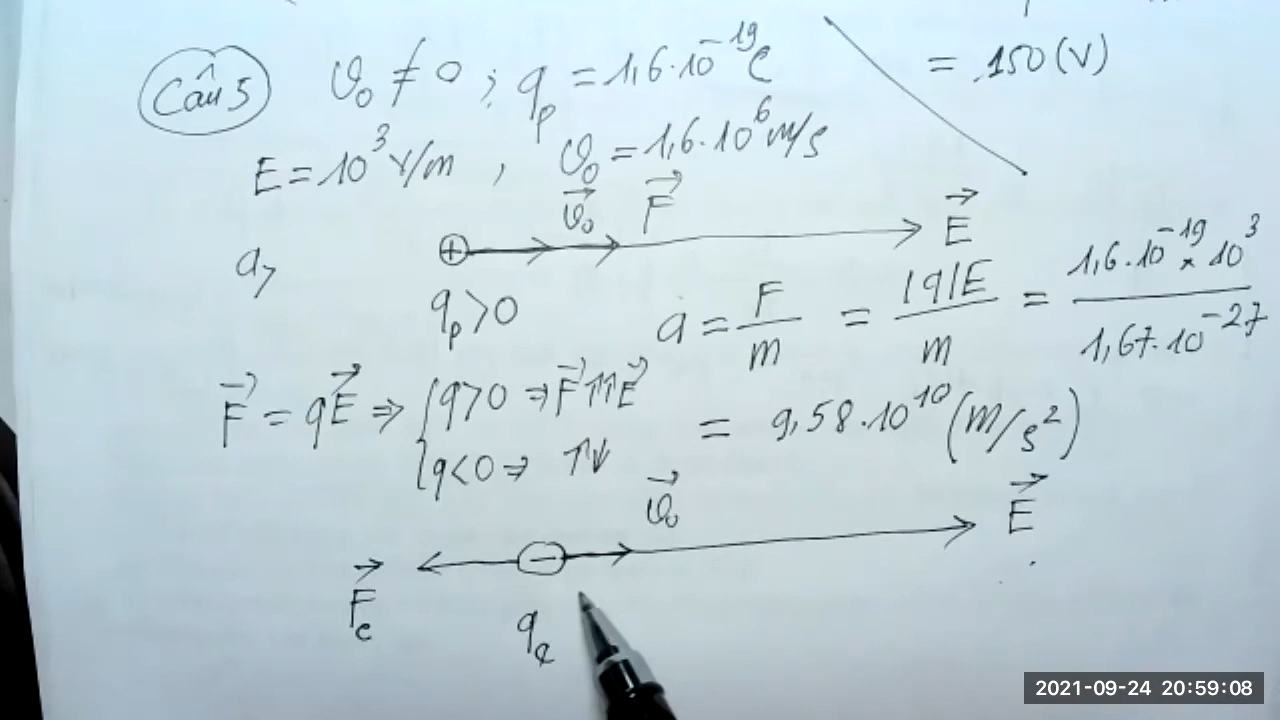 = 150 (V)
Câu 5
v₀ ≠ 0 ; q_p = 1,6.10⁻¹⁹ C
E = 10³ V/m , v₀ = 1,6.10⁶ m/s
v₀⃗ F⃗ E⃗
a,
+
q_p > 0
a = F/m = |q|E/m = (1,6.10⁻¹⁹ × 10³)/(1,67.10⁻²⁷)
F⃗ = qE⃗ ⇒ { q>0 ⇒ F⃗ ↑↑ E⃗
q<0 ⇒ ↑↓
= 9,58.10¹⁰ (m/s²)
v₀⃗ E⃗
−
F⃗e
q_e
2021-09-24 20:59:08